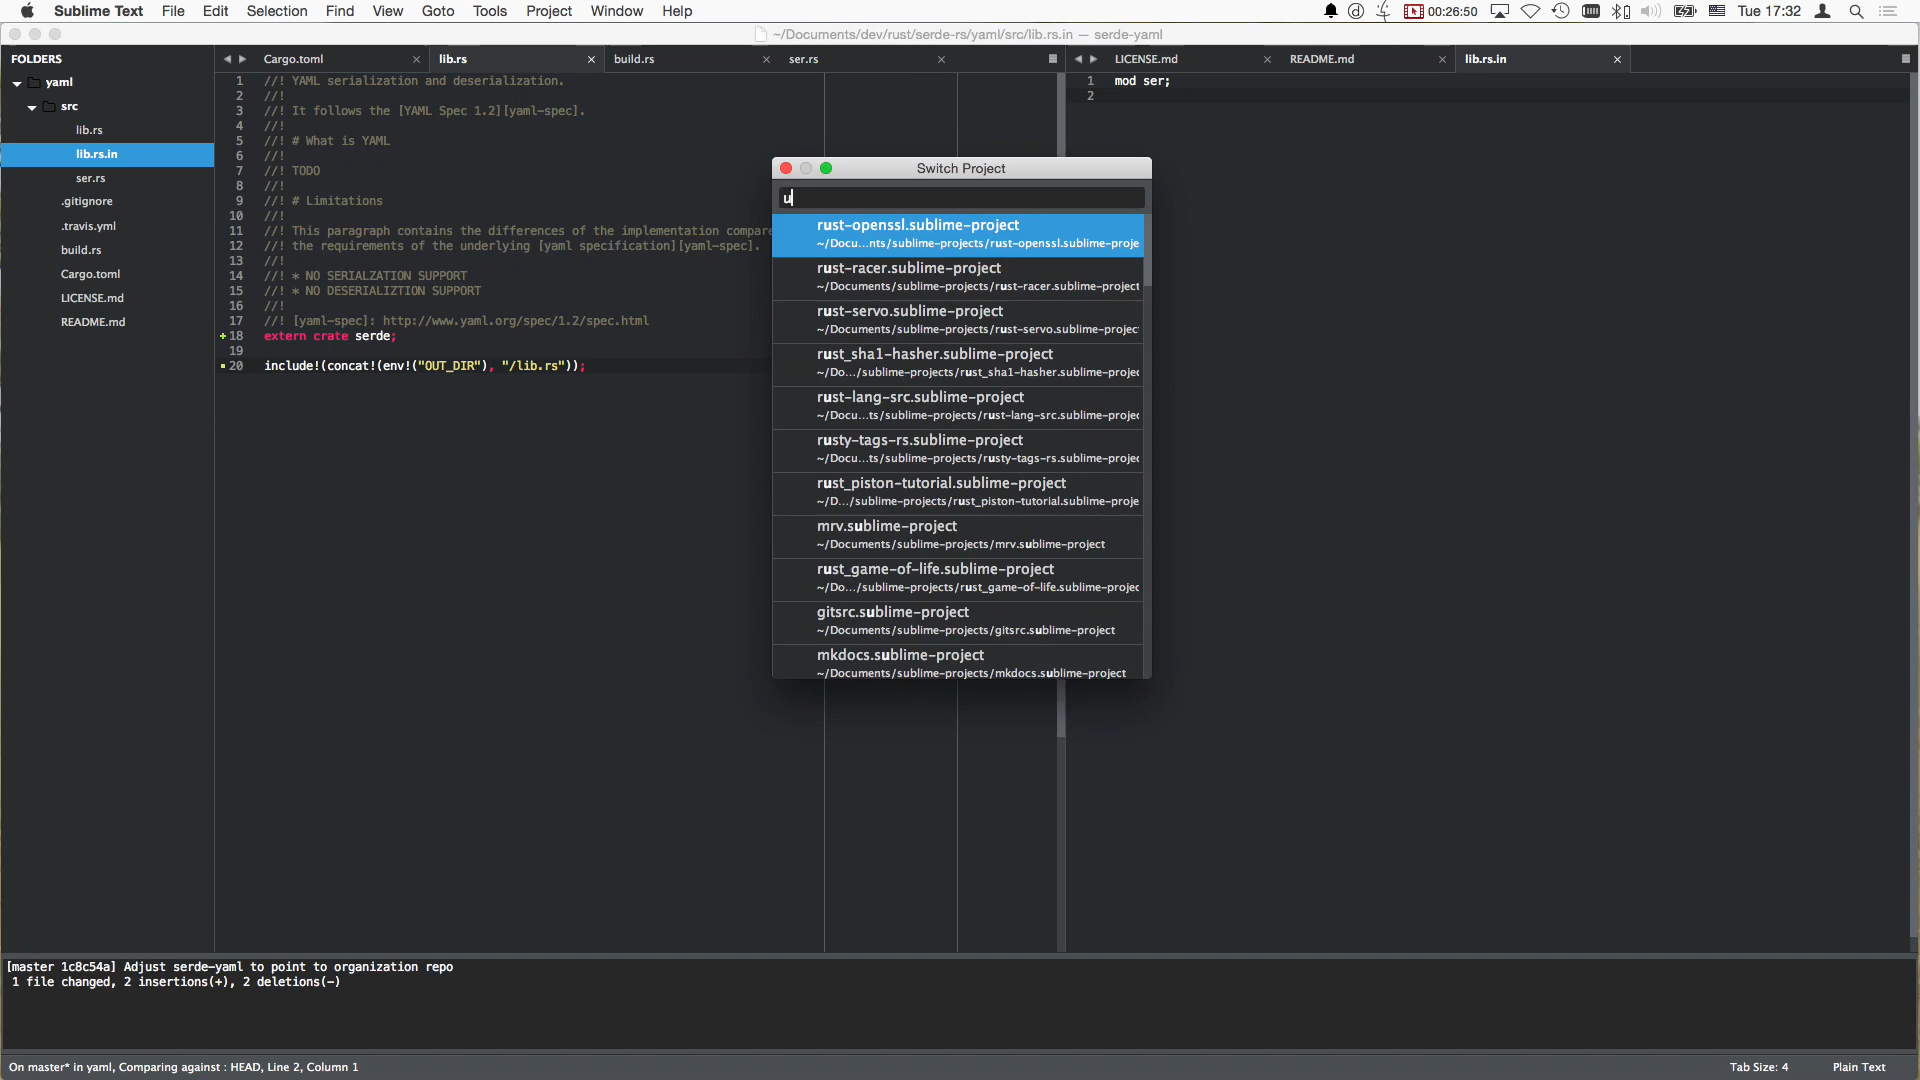 Sublime Text File Edit Selection Find View Goto Tools Project Window Help 00:26:50 Tue 17:32
~/Documents/dev/rust/serde-rs/yaml/src/lib.rs.in — serde-yaml
FOLDERS
yaml
src
lib.rs
lib.rs.in
ser.rs
.gitignore
.travis.yml
build.rs
Cargo.toml
LICENSE.md
README.md
Cargo.toml lib.rs build.rs ser.rs
1 //! YAML serialization and deserialization.
2 //!
3 //! It follows the [YAML Spec 1.2][yaml-spec].
4 //!
5 //! # What is YAML
6 //!
7 //! TODO
8 //!
9 //! # Limitations
10 //!
11 //! This paragraph contains the differences of the implementation compare
12 //! the requirements of the underlying [yaml specification][yaml-spec].
13 //!
14 //! * NO SERIALZATION SUPPORT
15 //! * NO DESERIALIZTION SUPPORT
16 //!
17 //! [yaml-spec]: http://www.yaml.org/spec/1.2/spec.html
18 extern crate serde;
19
20 include!(concat!(env!("OUT_DIR"), "/lib.rs"));
LICENSE.md README.md lib.rs.in
1 mod ser;
2
Switch Project
u
rust-openssl.sublime-project
~/Docu...nts/sublime-projects/rust-openssl.sublime-proje
rust-racer.sublime-project
~/Documents/sublime-projects/rust-racer.sublime-project
rust-servo.sublime-project
~/Documents/sublime-projects/rust-servo.sublime-projec
rust_sha1-hasher.sublime-project
~/Do.../sublime-projects/rust_sha1-hasher.sublime-projec
rust-lang-src.sublime-project
~/Docu...ts/sublime-projects/rust-lang-src.sublime-projec
rusty-tags-rs.sublime-project
~/Docu...ts/sublime-projects/rusty-tags-rs.sublime-projec
rust_piston-tutorial.sublime-project
~/D.../sublime-projects/rust_piston-tutorial.sublime-proje
mrv.sublime-project
~/Documents/sublime-projects/mrv.sublime-project
rust_game-of-life.sublime-project
~/Do.../sublime-projects/rust_game-of-life.sublime-projec
gitsrc.sublime-project
~/Documents/sublime-projects/gitsrc.sublime-project
mkdocs.sublime-project
~/Documents/sublime-projects/mkdocs.sublime-project
[master 1c8c54a] Adjust serde-yaml to point to organization repo
1 file changed, 2 insertions(+), 2 deletions(-)
On master* in yaml, Comparing against : HEAD, Line 2, Column 1 Tab Size: 4 Plain Text